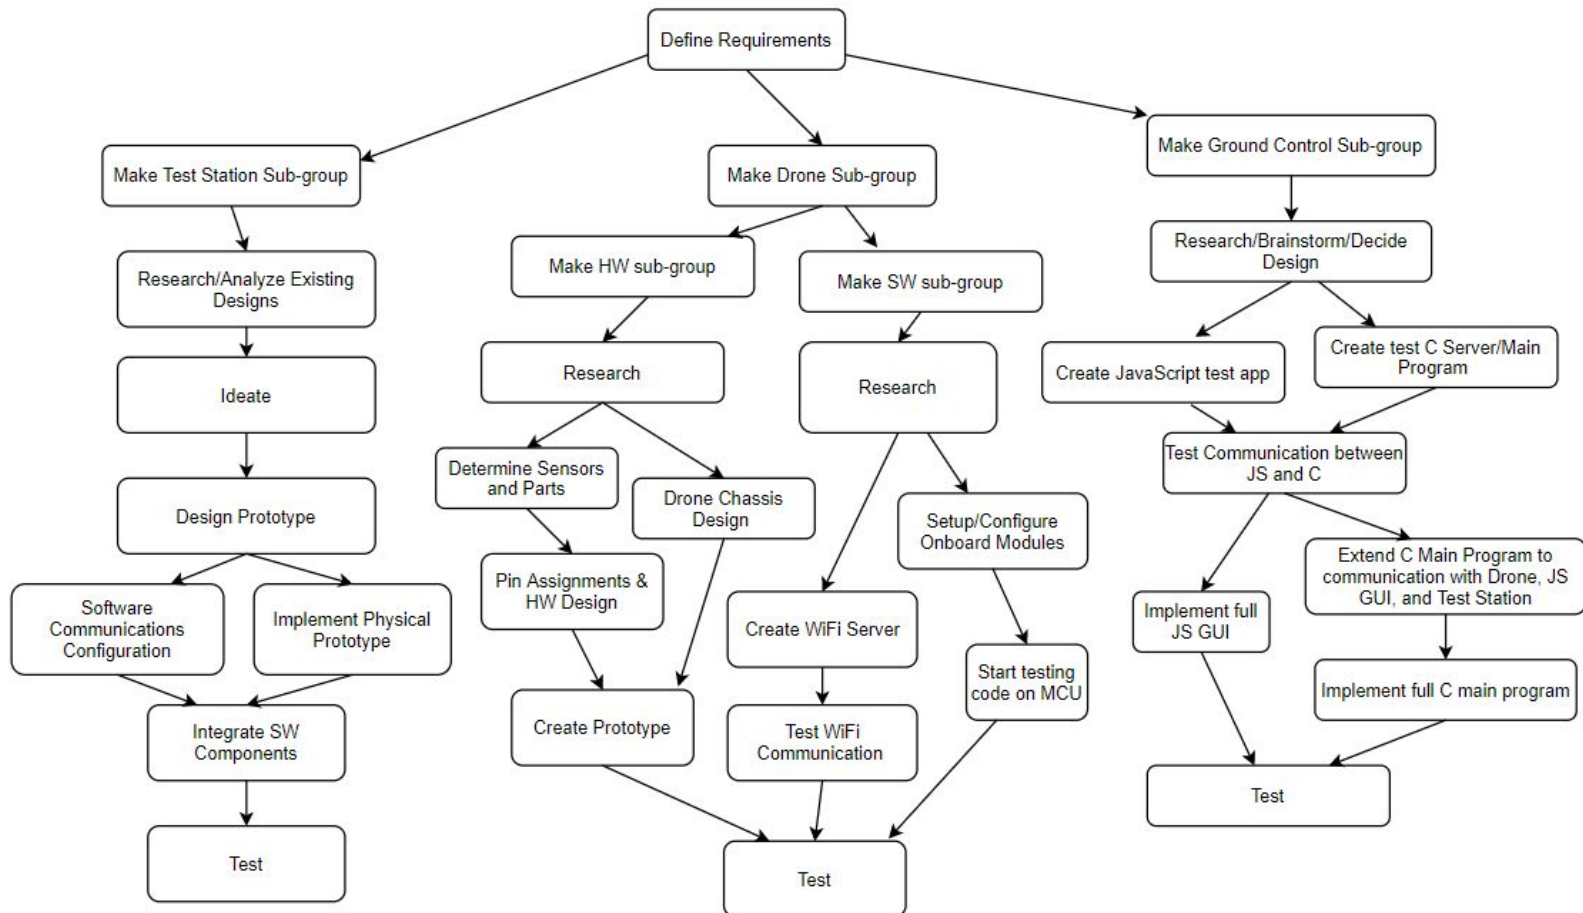 Define Requirements
Make Test Station Sub-group
Make Drone Sub-group
Make Ground Control Sub-group
Research/Analyze Existing
Designs
Ideate
Design Prototype
Software
Communications
Configuration
Implement Physical
Prototype
Integrate SW
Components
Test
Make HW sub-group
Make SW sub-group
Research
Determine Sensors
and Parts
Drone Chassis
Design
Pin Assignments &
HW Design
Create Prototype
Research
Setup/Configure
Onboard Modules
Create WiFi Server
Start testing
code on MCU
Test WiFi
Communication
Test
Research/Brainstorm/Decide
Design
Create JavaScript test app
Create test C Server/Main
Program
Test Communication between
JS and C
Implement full
JS GUI
Extend C Main Program to
communication with Drone, JS
GUI, and Test Station
Implement full C main program
Test